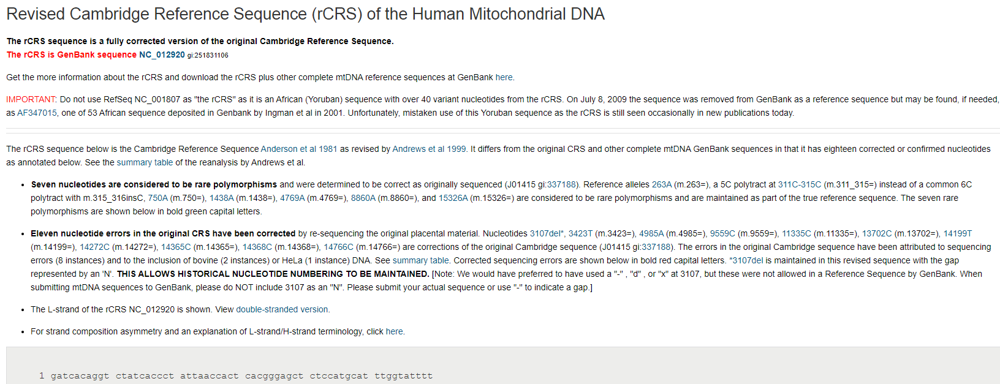 Revised Cambridge Reference Sequence (rCRS) of the Human Mitochondrial DNA
The rCRS sequence is a fully corrected version of the original Cambridge Reference Sequence.
The rCRS is GenBank sequence NC_012920 gi:251831106
Get the more information about the rCRS and download the rCRS plus other complete mtDNA reference sequences at GenBank here.
IMPORTANT: Do not use RefSeq NC_001807 as "the rCRS" as it is an African (Yoruban) sequence with over 40 variant nucleotides from the rCRS. On July 8, 2009 the sequence was removed from GenBank as a reference sequence but may be found, if needed,
as AF347015, one of 53 African sequence deposited in Genbank by Ingman et al in 2001. Unfortunately, mistaken use of this Yoruban sequence as the rCRS is still seen occasionally in new publications today.
The rCRS sequence below is the Cambridge Reference Sequence Anderson et al 1981 as revised by Andrews et al 1999. It differs from the original CRS and other complete mtDNA GenBank sequences in that it has eighteen corrected or confirmed nucleotides
as annotated below. See the summary table of the reanalysis by Andrews et al.
• Seven nucleotides are considered to be rare polymorphisms and were determined to be correct as originally sequenced (J01415 gi:337188). Reference alleles 263A (m.263=), a 5C polytract at 311C-315C (m.311_315=) instead of a common 6C
polytract with m.315_316insC, 750A (m.750=), 1438A (m.1438=), 4769A (m.4769=), 8860A (m.8860=), and 15326A (m.15326=) are considered to be rare polymorphisms and are maintained as part of the true reference sequence. The seven rare
polymorphisms are shown below in bold green capital letters.
• Eleven nucleotide errors in the original CRS have been corrected by re-sequencing the original placental material. Nucleotides 3107del*, 3423T (m.3423=), 4985A (m.4985=), 9559C (m.9559=), 11335C (m.11335=), 13702C (m.13702=), 14199T
(m.14199=), 14272C (m.14272=), 14365C (m.14365=), 14368C (m.14368=), 14766C (m.14766=) are corrections of the original Cambridge sequence (J01415 gi:337188). The errors in the original Cambridge sequence have been attributed to sequencing
errors (8 instances) and to the inclusion of bovine (2 instances) or HeLa (1 instance) DNA. See summary table. Corrected sequencing errors are shown below in bold red capital letters. *3107del is maintained in this revised sequence with the gap
represented by an 'N'. THIS ALLOWS HISTORICAL NUCLEOTIDE NUMBERING TO BE MAINTAINED. [Note: We would have preferred to have used a "-" , "d" , or "x" at 3107, but these were not allowed in a Reference Sequence by GenBank. When
submitting mtDNA sequences to GenBank, please do NOT include 3107 as an "N". Please submit your actual sequence or use "-" to indicate a gap.]
• The L-strand of the rCRS NC_012920 is shown. View double-stranded version.
• For strand composition asymmetry and an explanation of L-strand/H-strand terminology, click here.
1 gatcacaggt ctatcaccct attaaccact cacgggagct ctccatgcat ttggtatttt